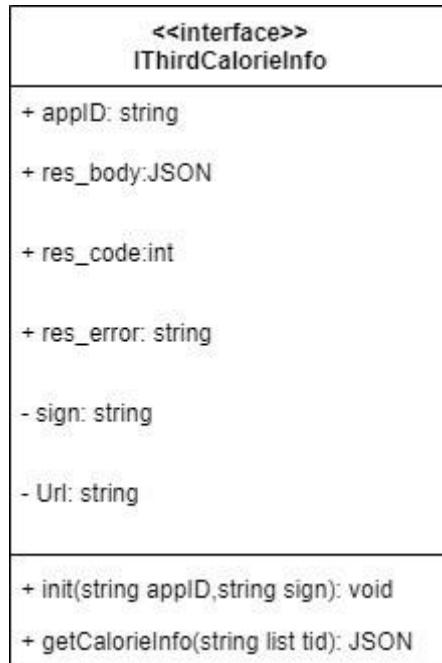 <<interface>>
IThirdCalorieInfo
+ appID: string
+ res_body:JSON
+ res_code:int
+ res_error: string
- sign: string
- Url: string
+ init(string appID,string sign): void
+ getCalorieInfo(string list tid): JSON